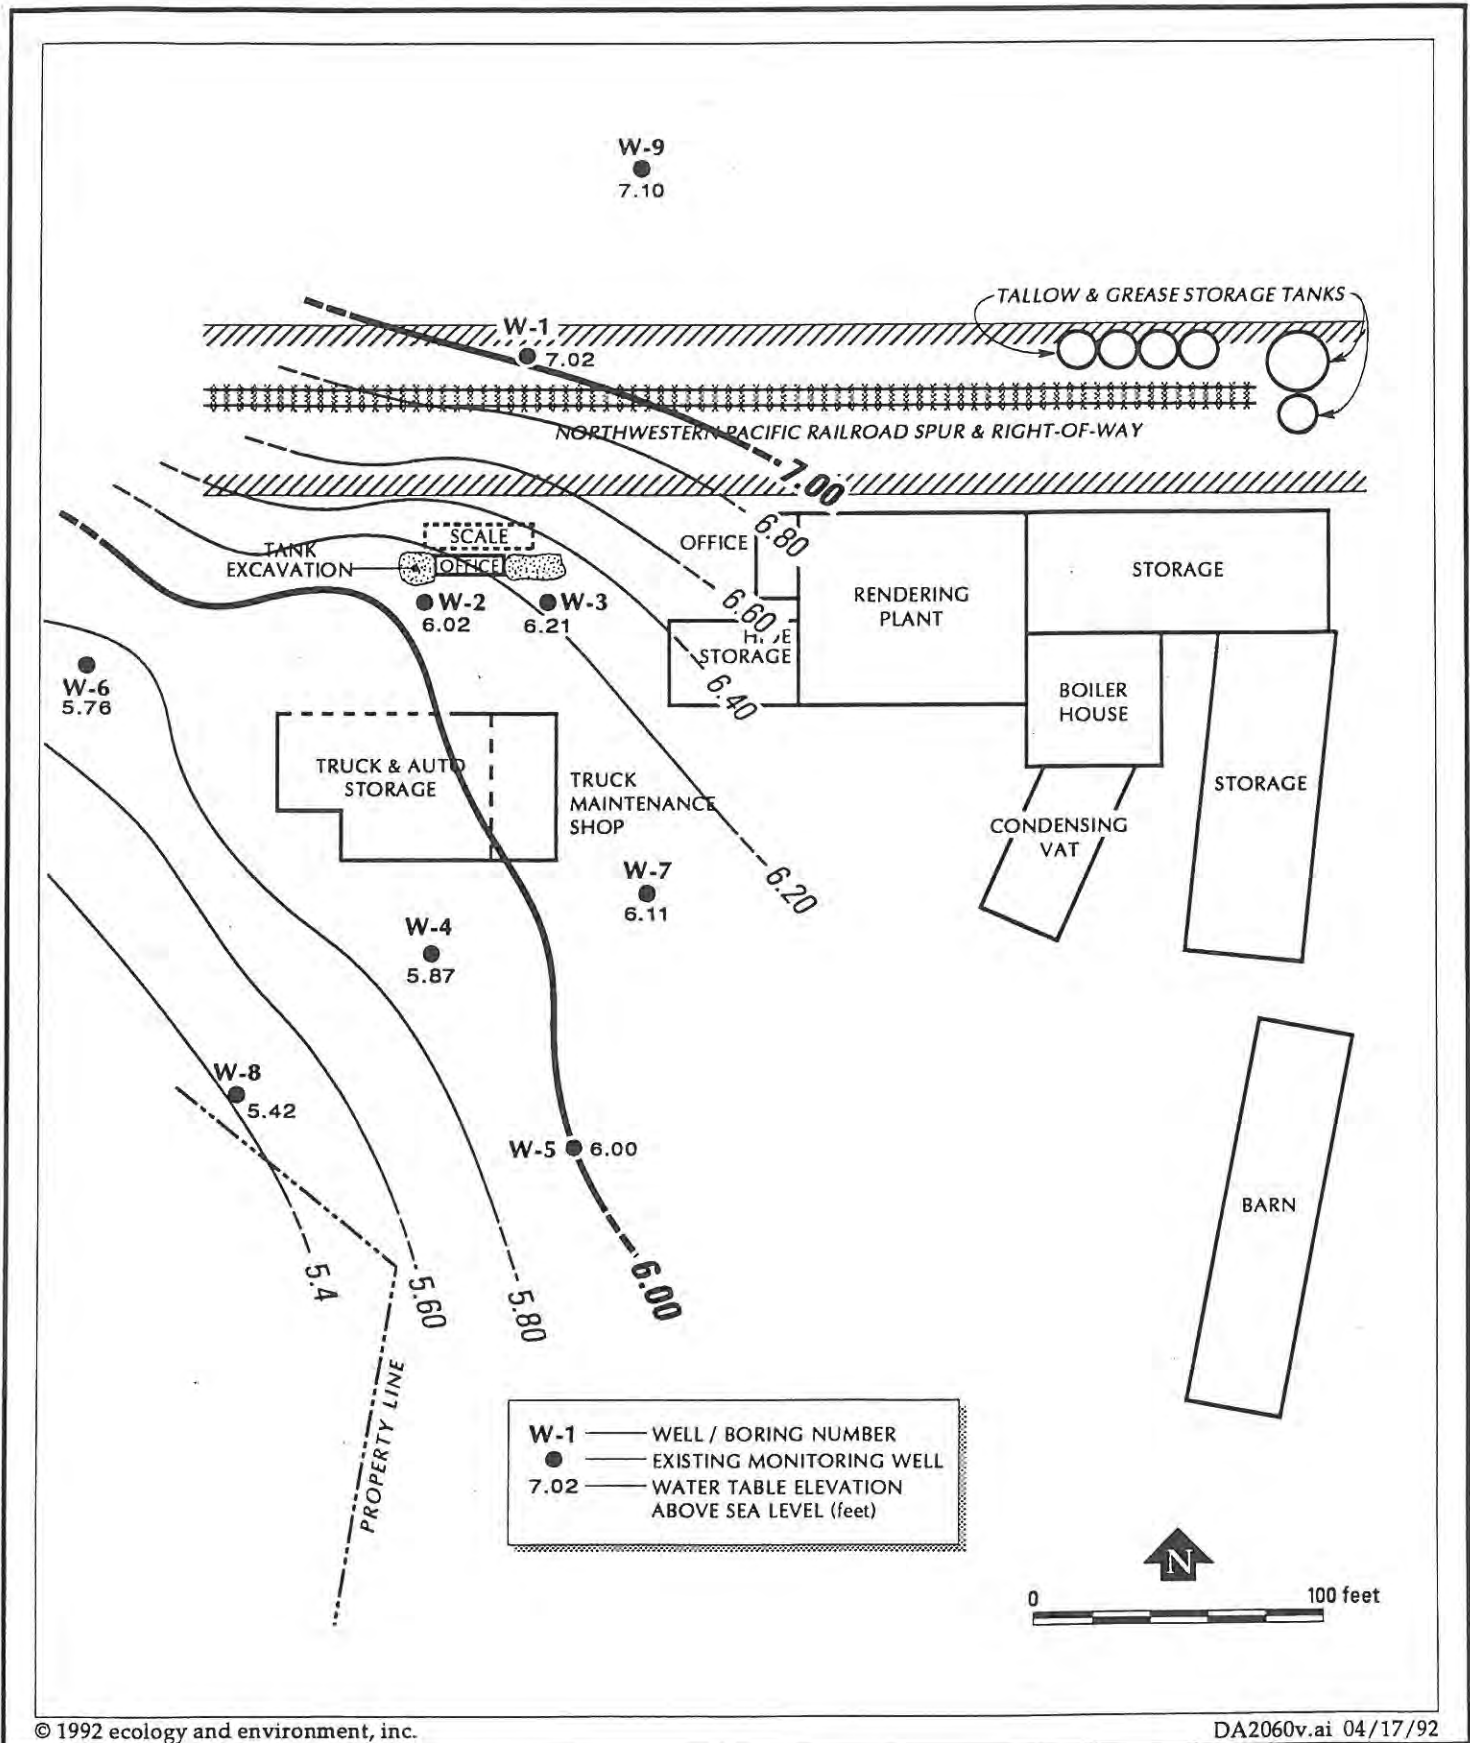 W-9
7.10
TALLOW & GREASE STORAGE TANKS
W-1
7.02
NORTHWESTERN PACIFIC RAILROAD SPUR & RIGHT-OF-WAY
7.00
6.80
SCALE
OFFICE
TANK
EXCAVATION
OFFICE
STORAGE
RENDERING
PLANT
W-2
6.02
W-3
6.21
6.60
STORAGE
6.40
W-6
5.76
BOILER
HOUSE
TRUCK & AUTO
STORAGE
TRUCK
MAINTENANCE
SHOP
STORAGE
CONDENSING
VAT
W-7
6.11
6.20
W-4
5.87
W-8
5.42
W-5
6.00
BARN
5.4
5.60
5.80
6.00
PROPERTY LINE
W-1
WELL / BORING NUMBER
EXISTING MONITORING WELL
7.02
WATER TABLE ELEVATION
ABOVE SEA LEVEL (feet)
N
0
100 feet
© 1992 ecology and environment, inc.
DA2060v.ai 04/17/92